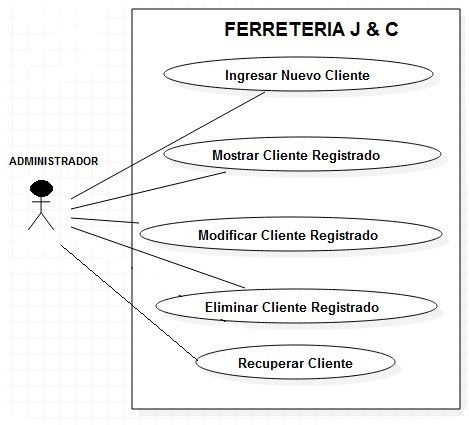 FERRETERIA J & C
Ingresar Nuevo Cliente
ADMINISTRADOR
Mostrar Cliente Registrado
Modificar Cliente Registrado
Eliminar Cliente Registrado
Recuperar Cliente